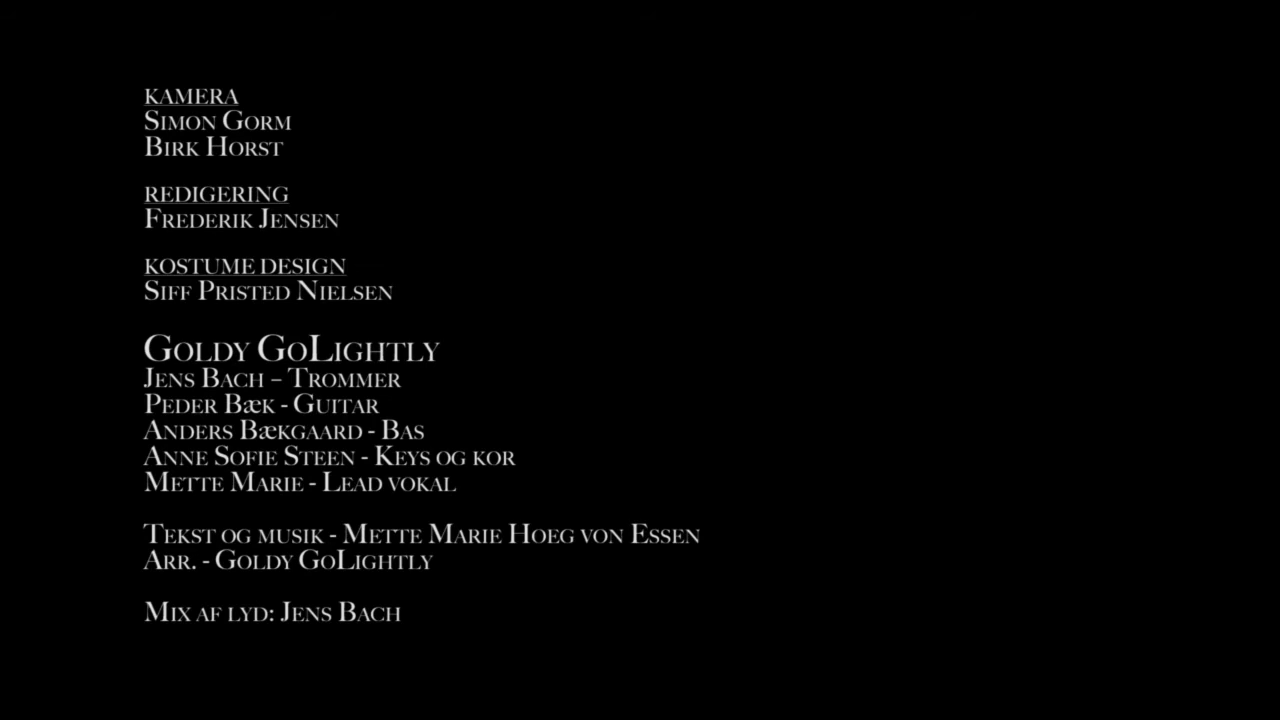 KAMERA
Simon Gorm
Birk Horst
REDIGERING
Frederik Jensen
KOSTUME DESIGN
Siff Pristed Nielsen
Goldy GoLightly
Jens Bach – Trommer
Peder Bæk - Guitar
Anders Bækgaard - Bas
Anne Sofie Steen - Keys og kor
Mette Marie - Lead vokal
Tekst og musik - Mette Marie Hoeg von Essen
Arr. - Goldy GoLightly
Mix af lyd: Jens Bach